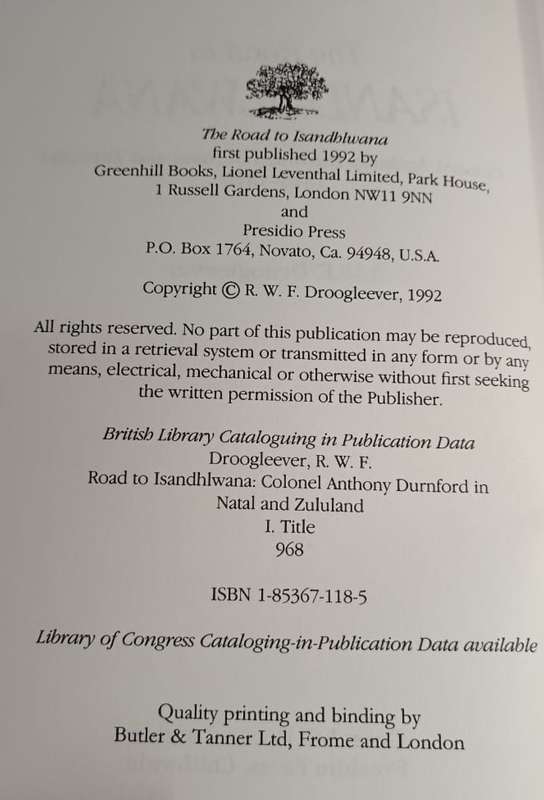 The Road to Isandhlwana
first published 1992 by
Greenhill Books, Lionel Leventhal Limited, Park House,
1 Russell Gardens, London NW11 9NN
and
Presidio Press
P.O. Box 1764, Novato, Ca. 94948, U.S.A.
Copyright © R. W. F. Droogleever, 1992
All rights reserved. No part of this publication may be reproduced,
stored in a retrieval system or transmitted in any form or by any
means, electrical, mechanical or otherwise without first seeking
the written permission of the Publisher.
British Library Cataloguing in Publication Data
Droogleever, R. W. F.
Road to Isandhlwana: Colonel Anthony Durnford in
Natal and Zululand
I. Title
968
ISBN 1-85367-118-5
Library of Congress Cataloging-in-Publication Data available
Quality printing and binding by
Butler & Tanner Ltd, Frome and London